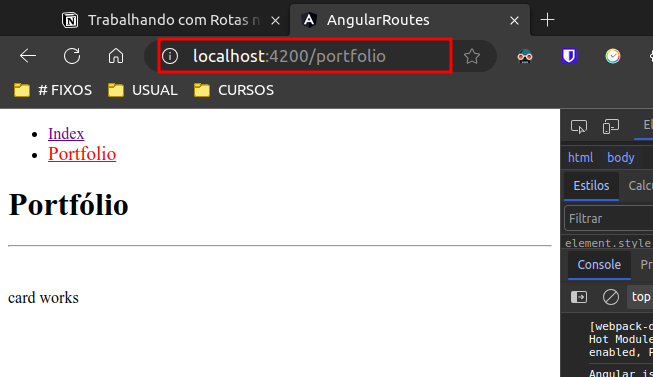 Trabalhando com Rotas n
AngularRoutes
localhost:4200/portfolio
# FIXOS
USUAL
CURSOS
Index
Portfolio
Portfólio
card works
El
html
body
Estilos
Calcu
Filtrar
element.style
Console
Pr
top
[webpack-d
Hot Module
enabled, P
Angular is